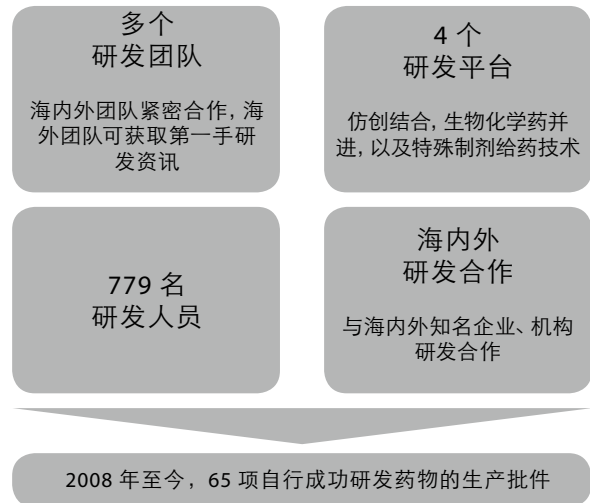 多个
研发团队
海内外团队紧密合作，海
外团队可获取第一手研
发资讯
4 个
研发平台
仿创结合，生物化学药并
进，以及特殊制剂给药技术
779 名
研发人员
海内外
研发合作
与海内外知名企业、机构
研发合作
2008 年至今，65 项自行成功研发药物的生产批件